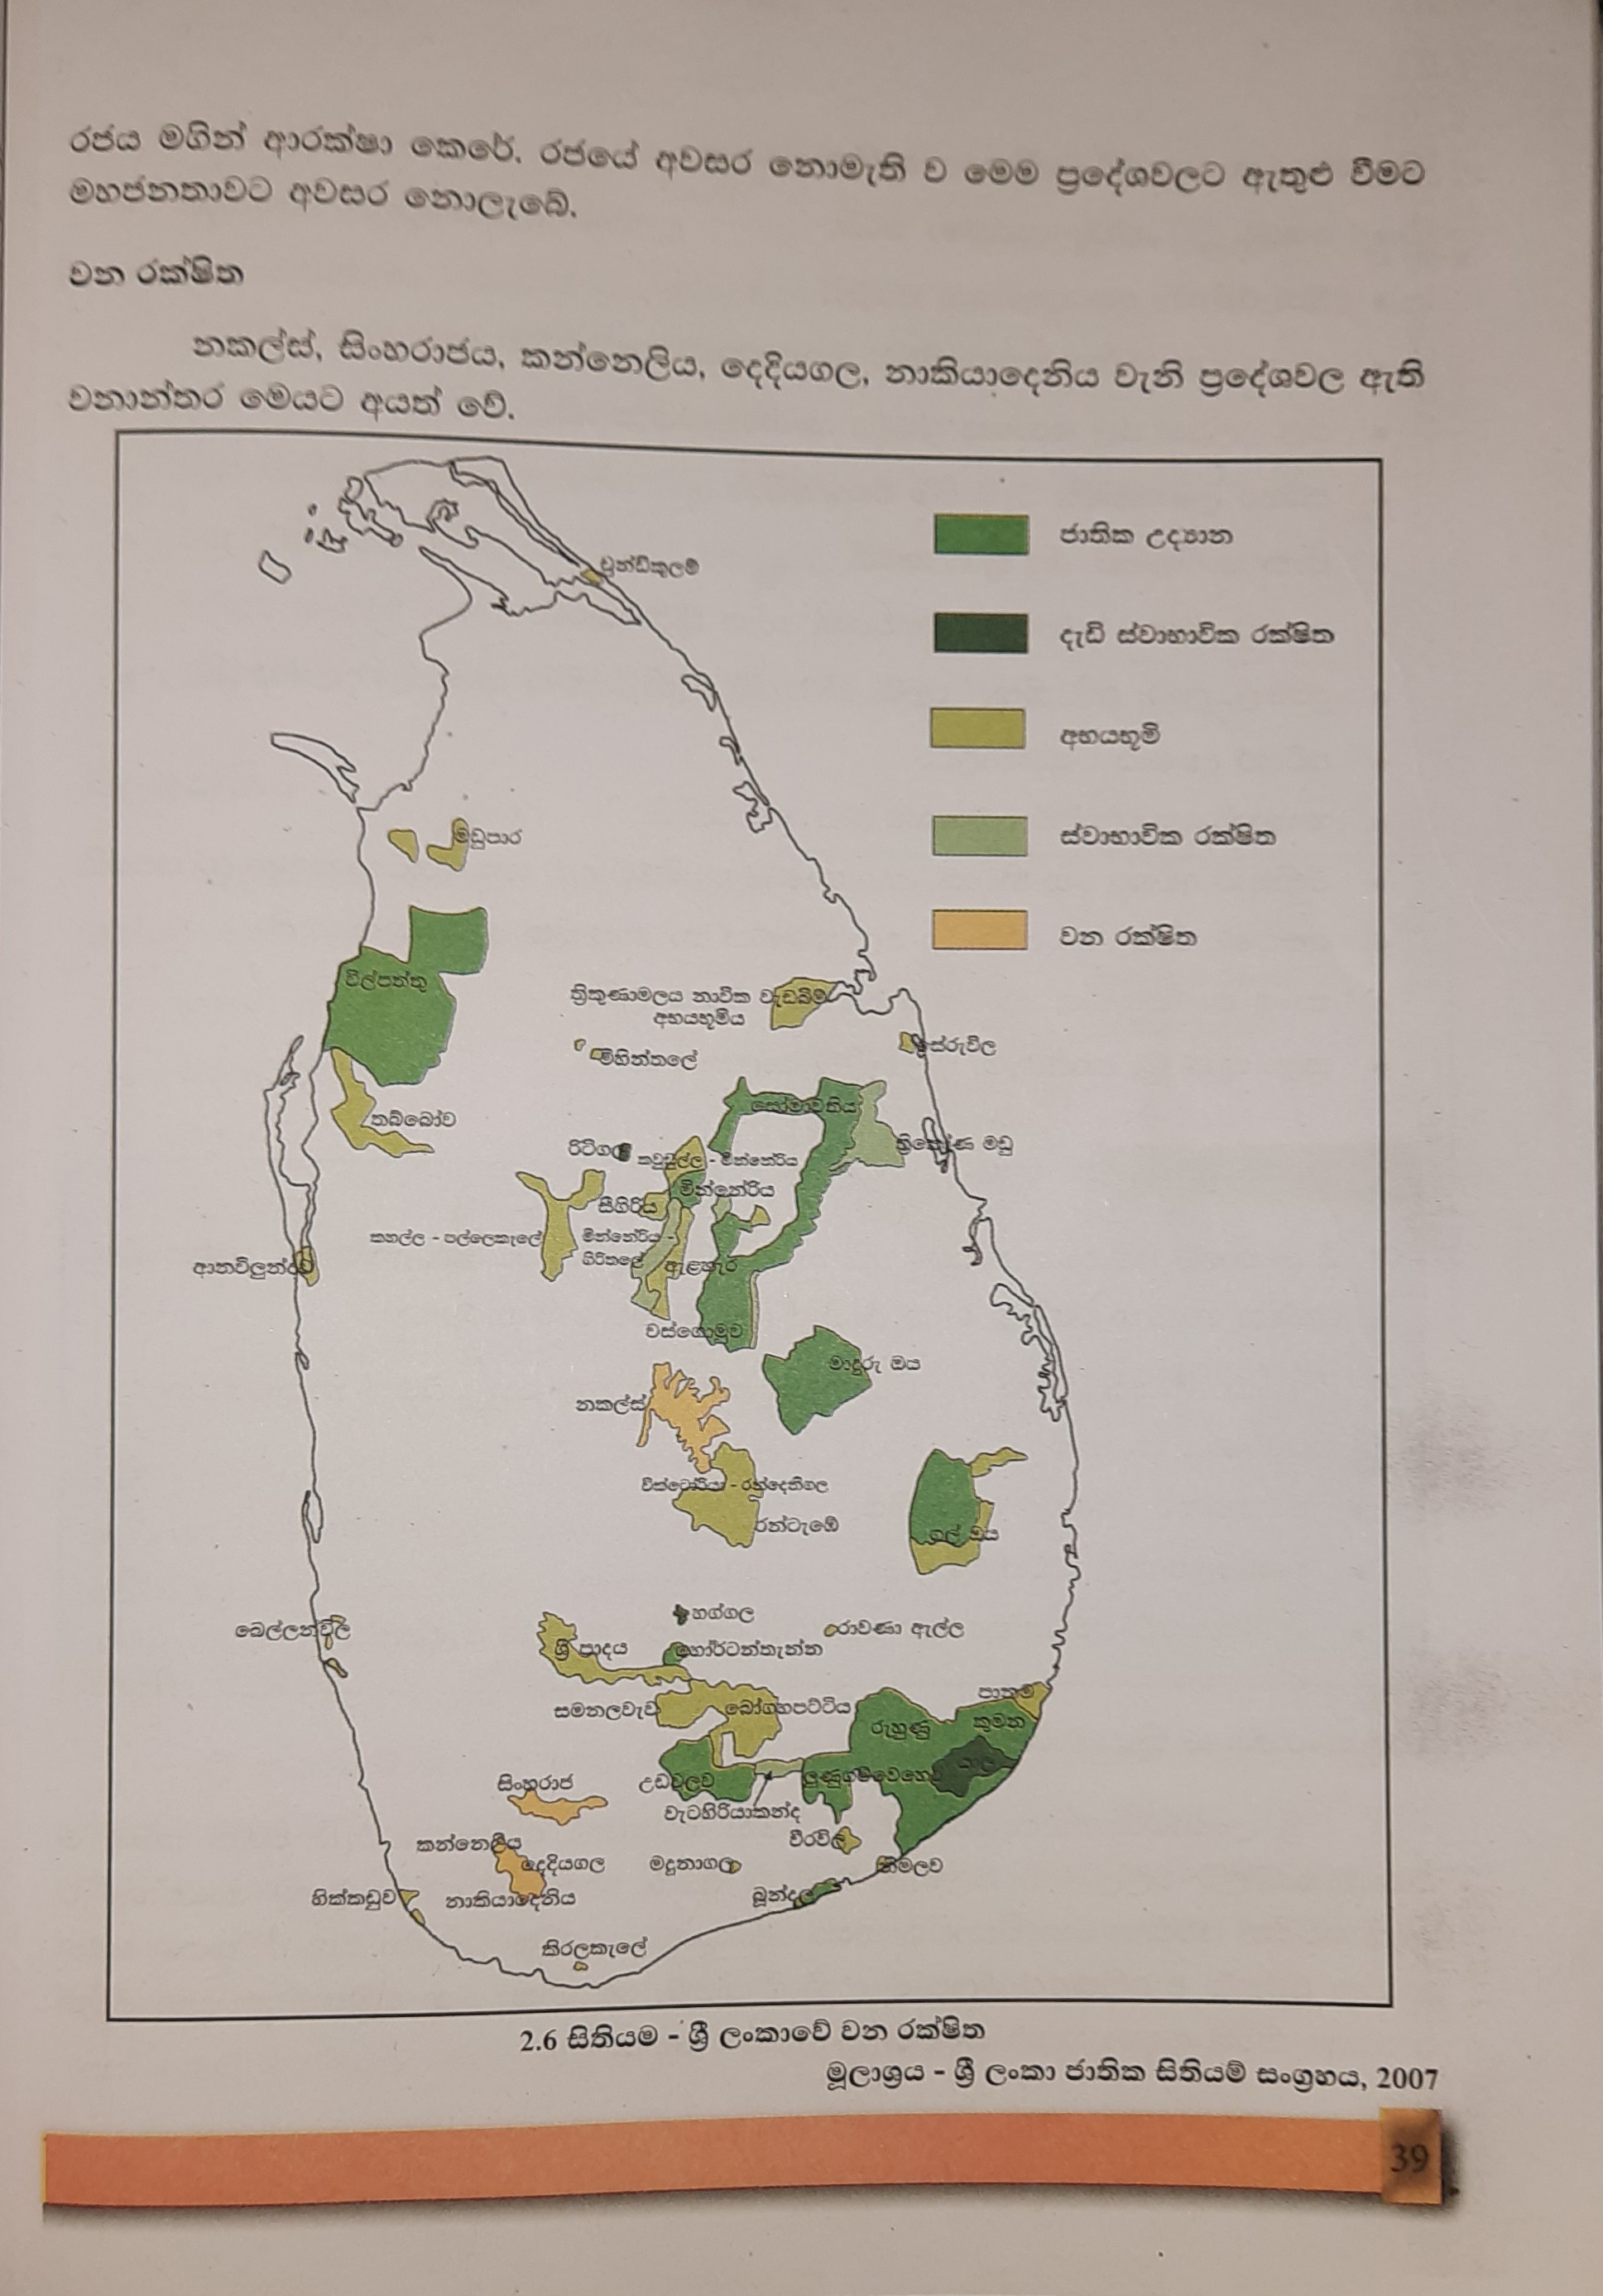 රජය මගින් ආරක්ෂා කෙරේ. රජයේ අවසර නොමැති ව මෙම ප්‍රදේශවලට ඇතුළු වීමට
මහජනතාවට අවසර නොලැබේ.
වන රක්ෂිත
නකල්ස්, සිංහරාජය, කන්නෙලිය, දෙදියගල, නාකියාදෙනිය වැනි ප්‍රදේශවල ඇති
වනාන්තර මෙයට අයත් වේ.
ජාතික උද්‍යාන
දැඩි ස්වාභාවික රක්ෂිත
අභයභූමි
ස්වාභාවික රක්ෂිත
වන රක්ෂිත
චුන්ඩිකුලම්
මඩුපාර
විල්පත්තු
ත්‍රිකුණාමලය නාවික වැඩබිම්
අභයභූමිය
මිහින්තලේ
සේරුවිල
තබ්බෝව
සෝමාවතිය
ත්‍රිකෝණ මඩු
රිටිගල
කවුඩුල්ල - මින්නේරිය
මින්නේරිය
සීගිරිය
කහල්ල - පල්ලෙකැලේ
මින්නේරිය -
ගිරිතලේ
ඇළහැර
ආනවිලුන්දාව
වස්ගොමුව
මාදුරු ඔය
නකල්ස්
වික්ටෝරියා - රන්දෙනිගල
රන්ටැඹේ
ගල් ඔය
හග්ගල
රාවණා ඇල්ල
බෙල්ලන්විල
ශ්‍රී පාදය
හෝර්ටන්තැන්න
සමනලවැව
බෝගහපට්ටිය
පානම
කුමන
රුහුණු
යාල
උඩවලව
ලුණුගම්වෙහෙර
සිංහරාජ
වැටහිරියාකන්ද
කන්නෙලිය
වීරවිල
දෙදියගල
මදුනාගල
නිමලව
හික්කඩුව
නාකියාදෙනිය
බූන්දල
කිරලකැලේ
2.6 සිතියම - ශ්‍රී ලංකාවේ වන රක්ෂිත
මූලාශ්‍රය - ශ්‍රී ලංකා ජාතික සිතියම් සංග්‍රහය, 2007
39